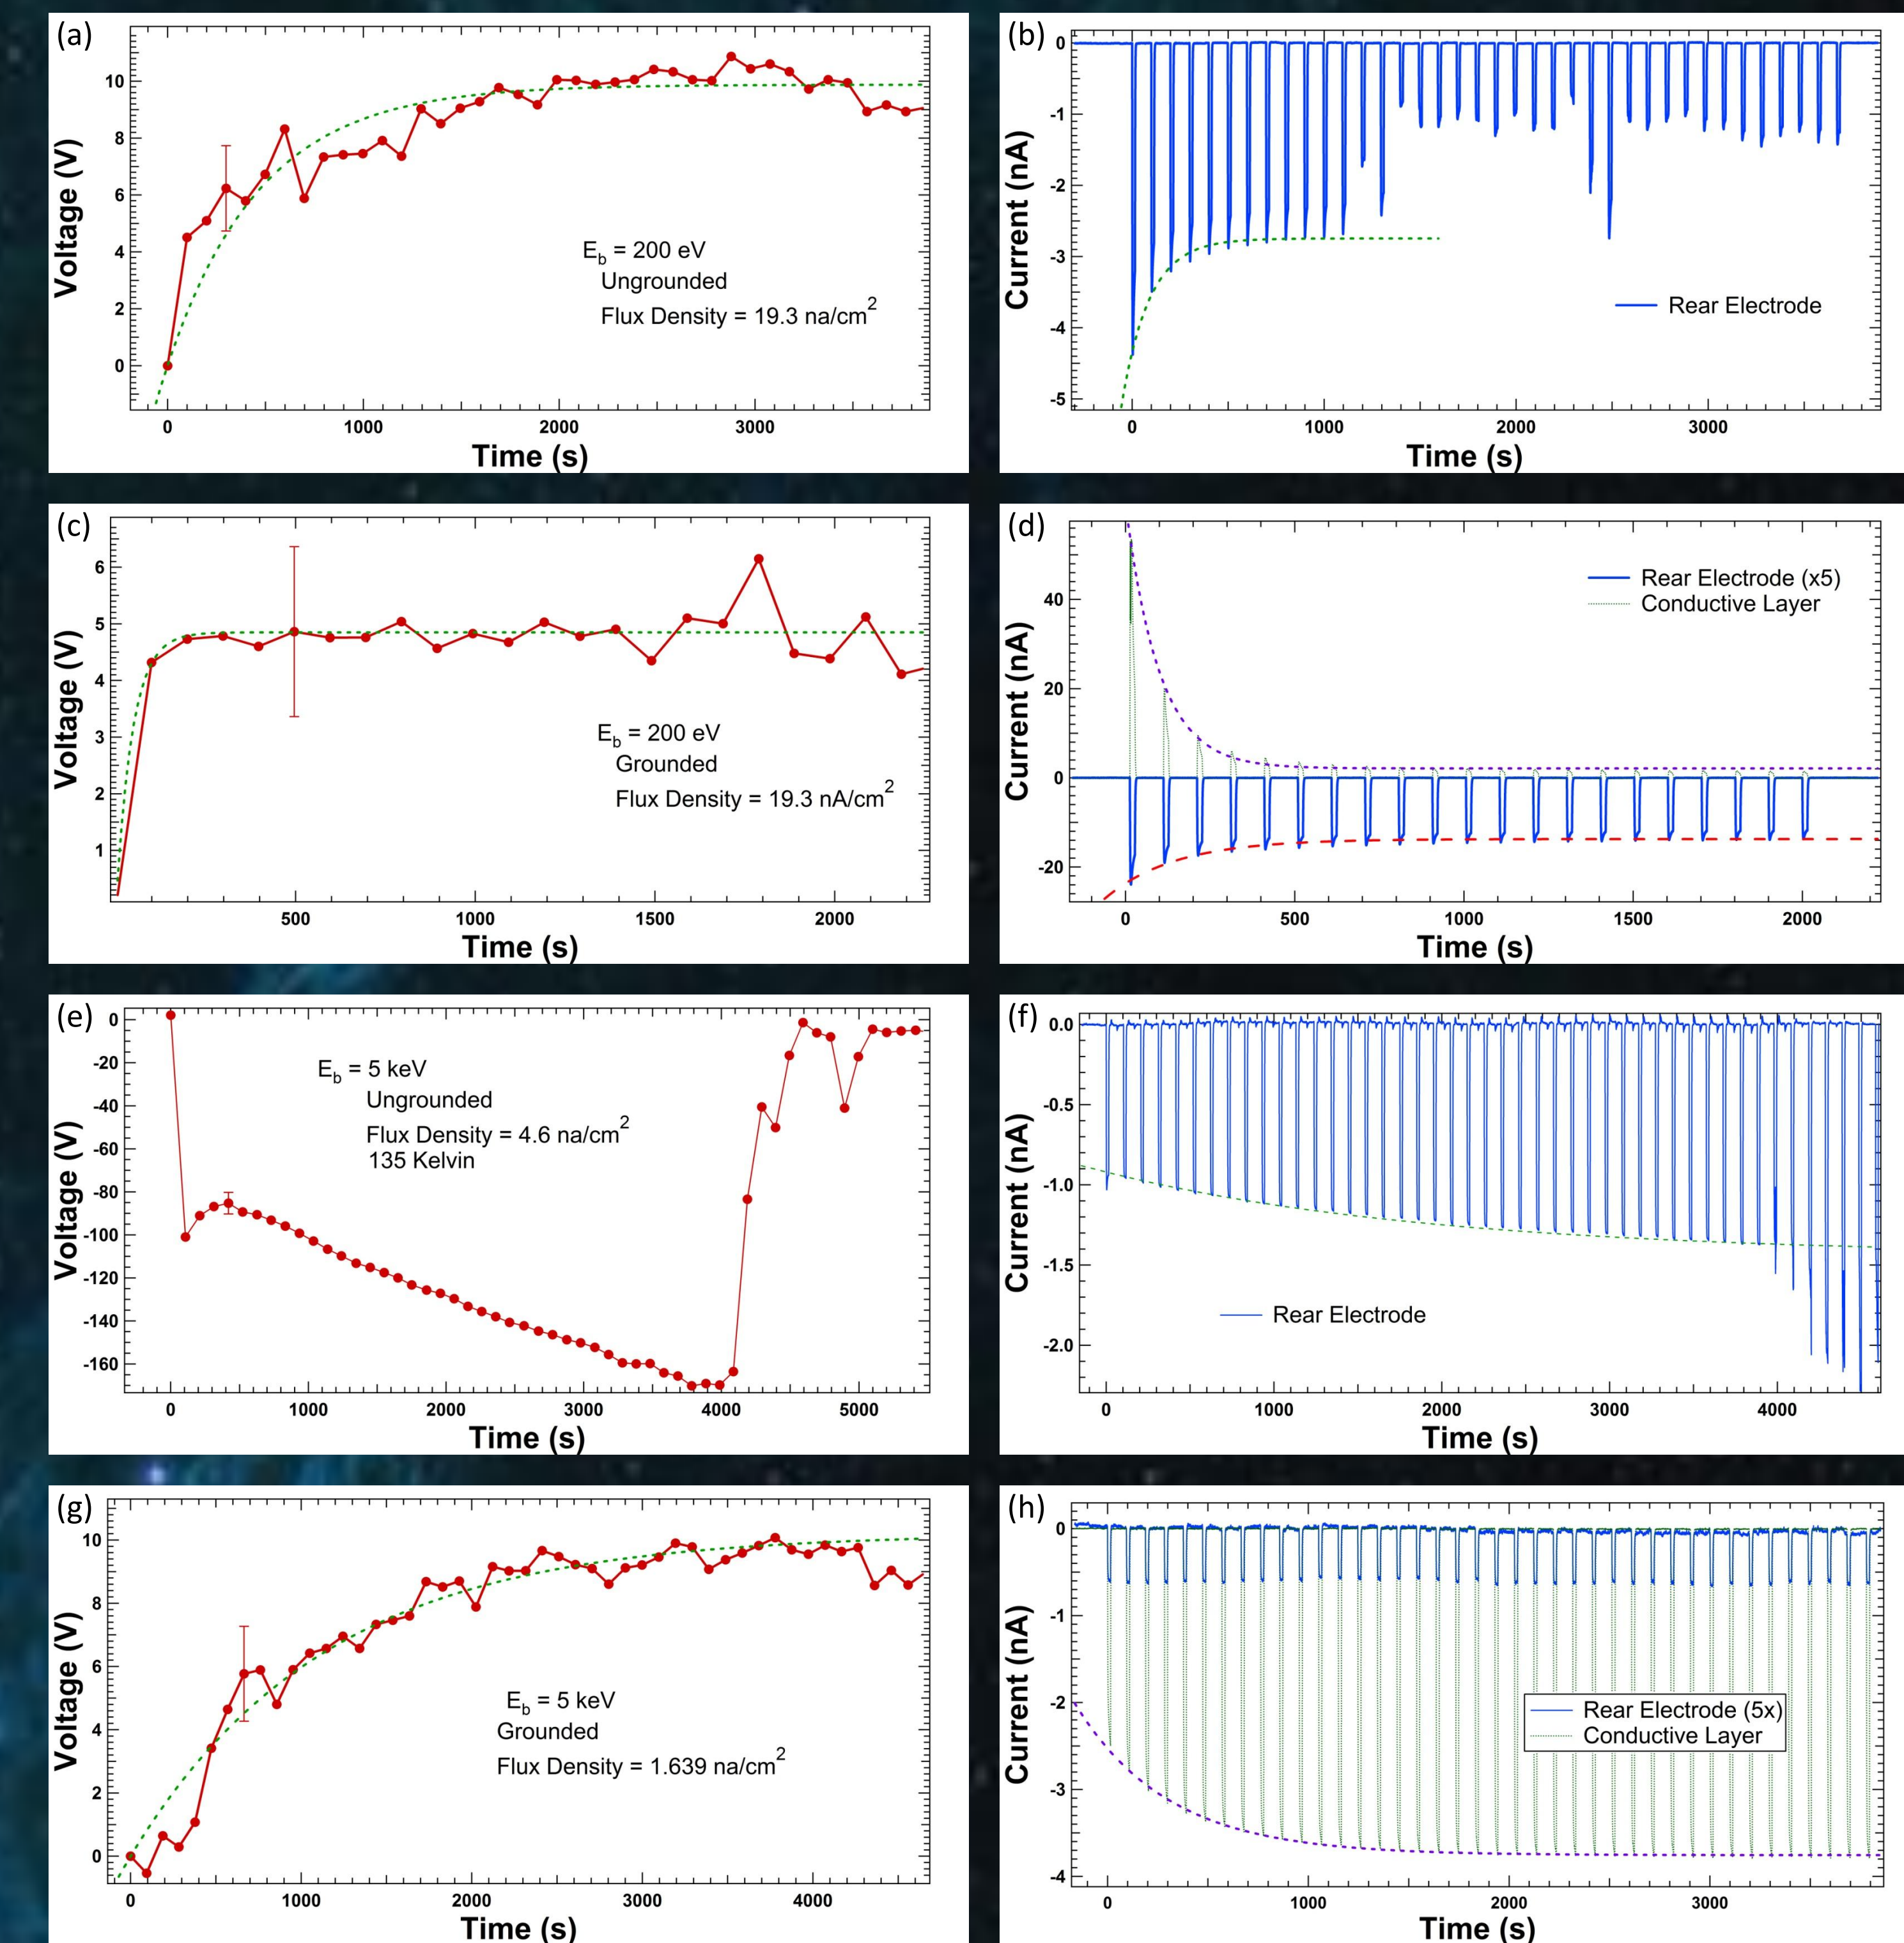 (a)
Voltage (V)
10
8
6
4
2
0
E_b = 200 eV
Ungrounded
Flux Density = 19.3 na/cm²
0 1000 2000 3000
Time (s)
(b)
Current (nA)
0
-1
-2
-3
-4
-5
Rear Electrode
0 1000 2000 3000
Time (s)
(c)
Voltage (V)
6
5
4
3
2
1
E_b = 200 eV
Grounded
Flux Density = 19.3 nA/cm²
500 1000 1500 2000
Time (s)
(d)
Current (nA)
40
20
0
-20
Rear Electrode (x5)
Conductive Layer
0 500 1000 1500 2000
Time (s)
(e)
Voltage (V)
0
-20
-40
-60
-80
-100
-120
-140
-160
E_b = 5 keV
Ungrounded
Flux Density = 4.6 na/cm²
135 Kelvin
0 1000 2000 3000 4000 5000
Time (s)
(f)
Current (nA)
0.0
-0.5
-1.0
-1.5
-2.0
Rear Electrode
0 1000 2000 3000 4000
Time (s)
(g)
Voltage (V)
10
8
6
4
2
0
E_b = 5 keV
Grounded
Flux Density = 1.639 na/cm²
0 1000 2000 3000 4000
Time (s)
(h)
Current (nA)
0
-1
-2
-3
-4
Rear Electrode (5x)
Conductive Layer
0 1000 2000 3000
Time (s)